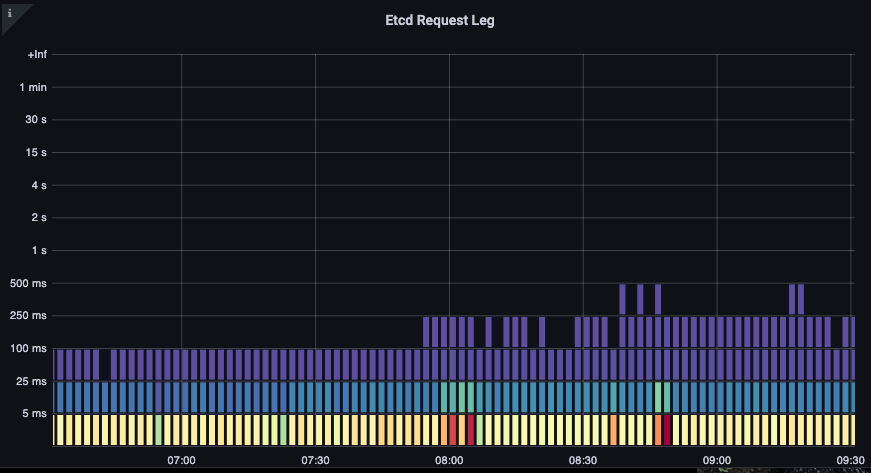 i
Etcd Request Leg
+Inf
1 min
30 s
15 s
4 s
2 s
1 s
500 ms
250 ms
100 ms
25 ms
5 ms
07:00 07:30 08:00 08:30 09:00 09:30